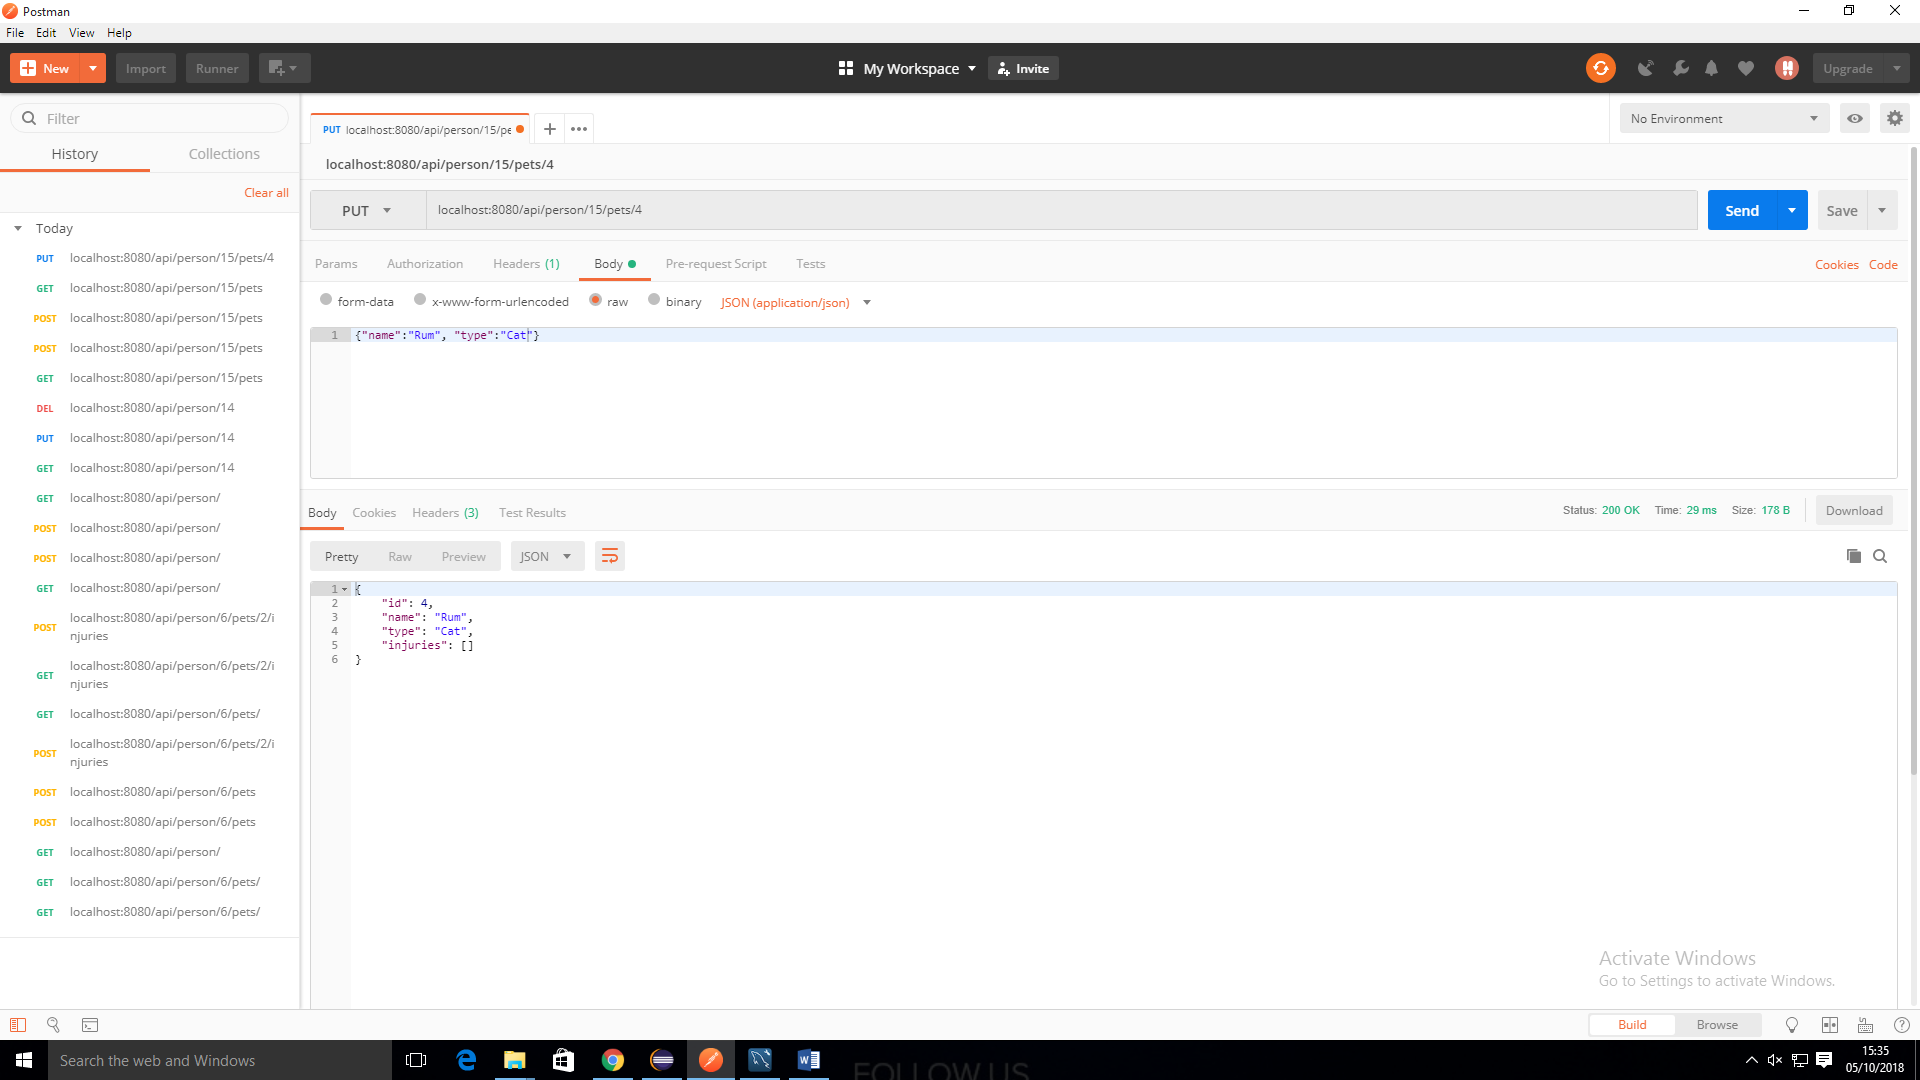 Postman
File Edit View Help
New Import Runner My Workspace Invite Upgrade
Filter
History Collections
Clear all
Today
PUT localhost:8080/api/person/15/pets/4
GET localhost:8080/api/person/15/pets
POST localhost:8080/api/person/15/pets
POST localhost:8080/api/person/15/pets
GET localhost:8080/api/person/15/pets
DEL localhost:8080/api/person/14
PUT localhost:8080/api/person/14
GET localhost:8080/api/person/14
GET localhost:8080/api/person/
POST localhost:8080/api/person/
POST localhost:8080/api/person/
GET localhost:8080/api/person/
POST localhost:8080/api/person/6/pets/2/i
njuries
GET localhost:8080/api/person/6/pets/2/i
njuries
GET localhost:8080/api/person/6/pets/
POST localhost:8080/api/person/6/pets/2/i
njuries
POST localhost:8080/api/person/6/pets
POST localhost:8080/api/person/6/pets
GET localhost:8080/api/person/
GET localhost:8080/api/person/6/pets/
GET localhost:8080/api/person/6/pets/
PUT localhost:8080/api/person/15/pe
No Environment
localhost:8080/api/person/15/pets/4
PUT localhost:8080/api/person/15/pets/4 Send Save
Params Authorization Headers (1) Body Pre-request Script Tests Cookies Code
form-data x-www-form-urlencoded raw binary JSON (application/json)
1 {"name":"Rum", "type":"Cat"}
Body Cookies Headers (3) Test Results Status: 200 OK Time: 29 ms Size: 178 B Download
Pretty Raw Preview JSON
1 {
2 "id": 4,
3 "name": "Rum",
4 "type": "Cat",
5 "injuries": []
6 }
Activate Windows
Go to Settings to activate Windows.
Build Browse
Search the web and Windows
FOLLOW US
15:35
05/10/2018